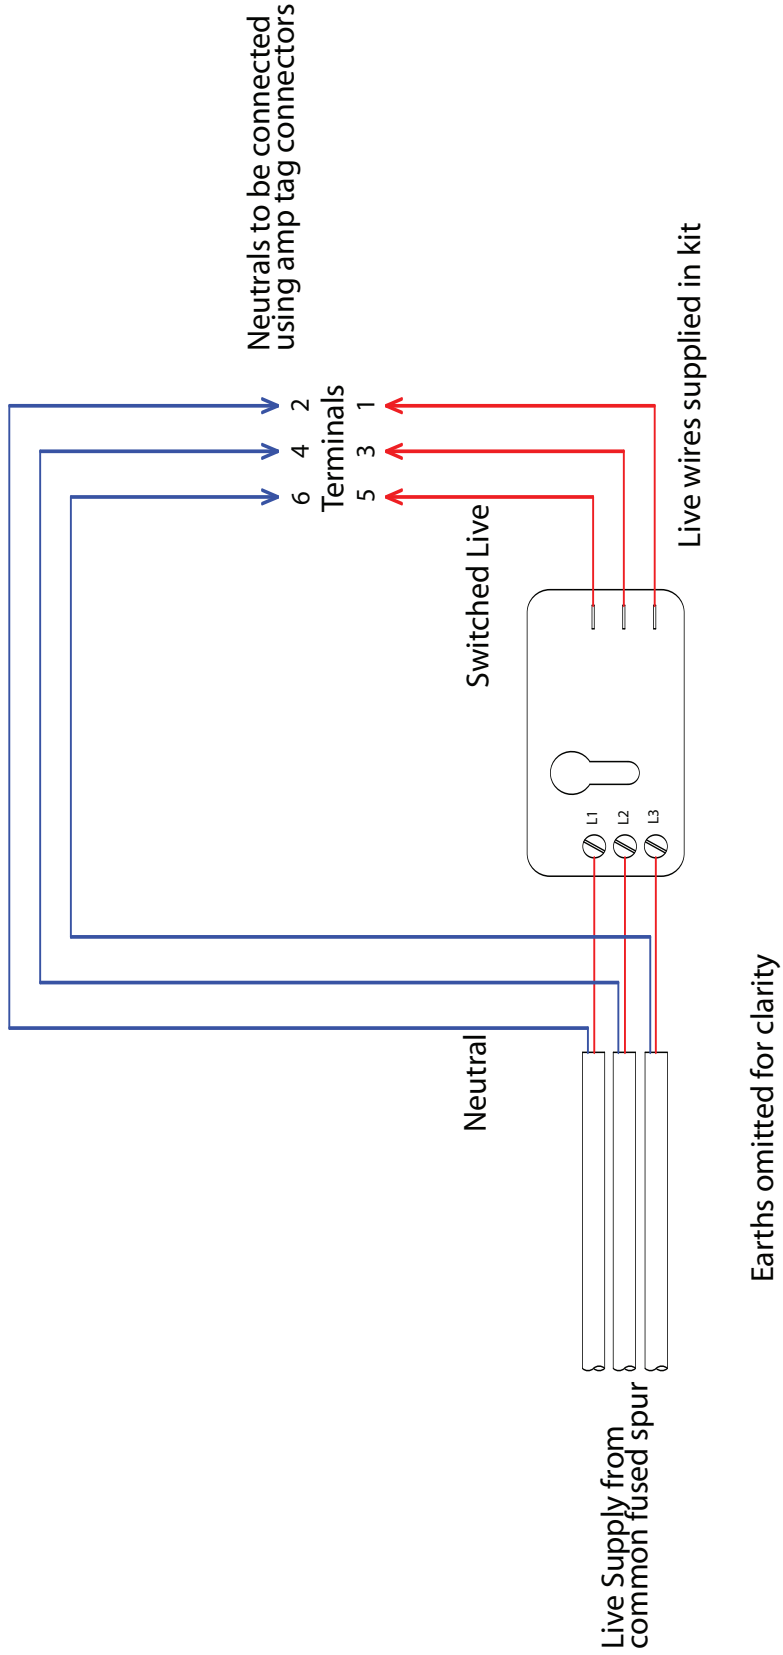 Live Supply from
common fused spur
Neutral
L1
L2
L3
Switched Live
6 4 2
Terminals
5 3 1
Neutrals to be connected
using amp tag connectors
Live wires supplied in kit
Earths omitted for clarity